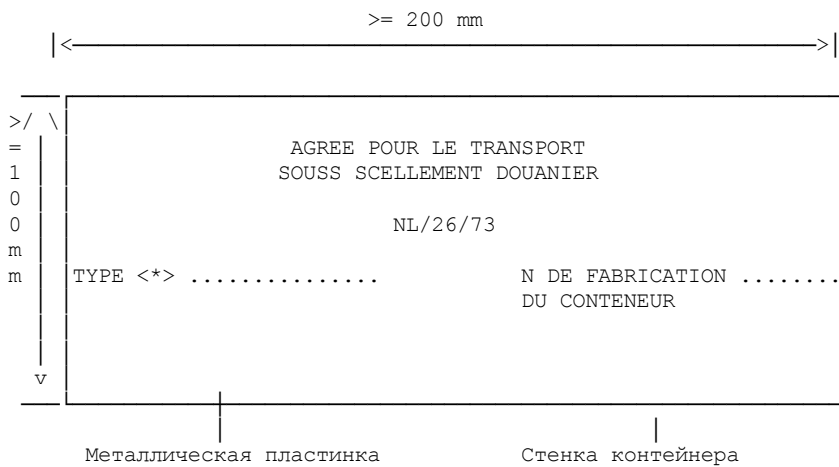 >= 200 mm
>=100mm
AGREE POUR LE TRANSPORT
SOUSS SCELLEMENT DOUANIER
NL/26/73
TYPE <*> ............... N DE FABRICATION ........
DU CONTENEUR
Металлическая пластинка Стенка контейнера